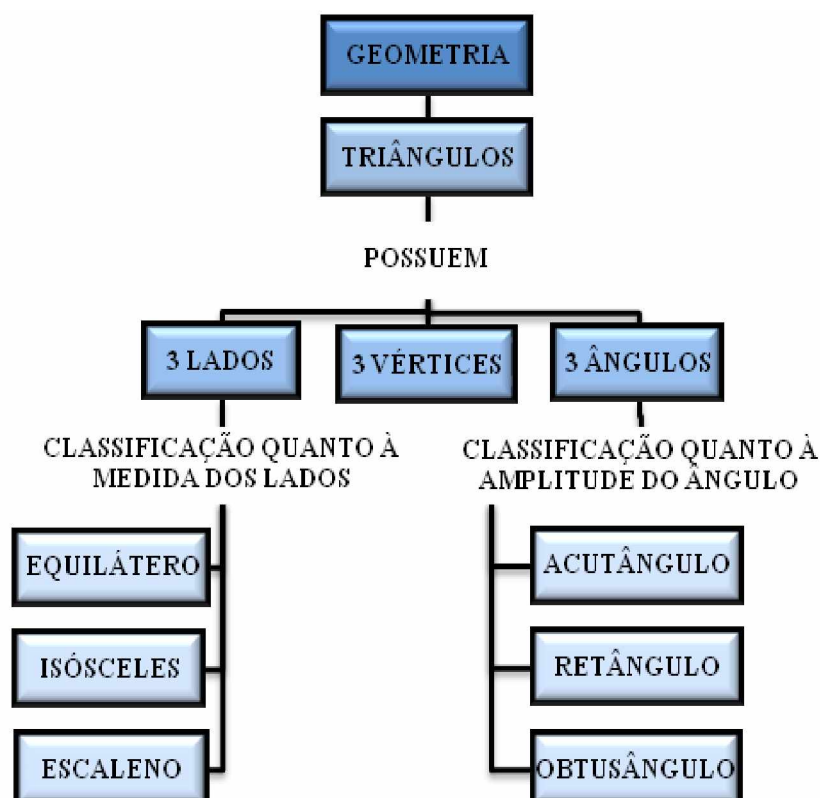 GEOMETRIA
TRIÂNGULOS
POSSUEM
3 LADOS
3 VÉRTICES
3 ÂNGULOS
CLASSIFICAÇÃO QUANTO À
MEDIDA DOS LADOS
EQUILÁTERO
ISÓSCELES
ESCALENO
CLASSIFICAÇÃO QUANTO À
AMPLITUDE DO ÂNGULO
ACUTÂNGULO
RETÂNGULO
OBTUSÂNGULO